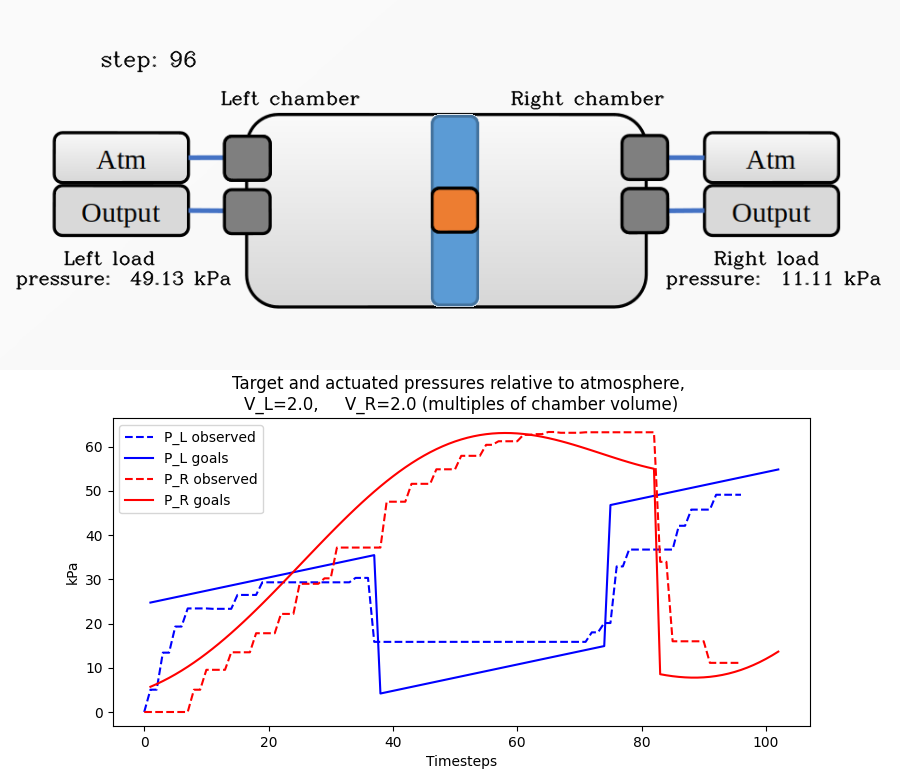 step: 96
Left chamber
Right chamber
Atm
Atm
Output
Output
Left load
pressure: 49.13 kPa
Right load
pressure: 11.11 kPa
Target and actuated pressures relative to atmosphere,
V_L=2.0, V_R=2.0 (multiples of chamber volume)
P_L observed
P_L goals
P_R observed
P_R goals
kPa
60
50
40
30
20
10
0
0 20 40 60 80 100
Timesteps